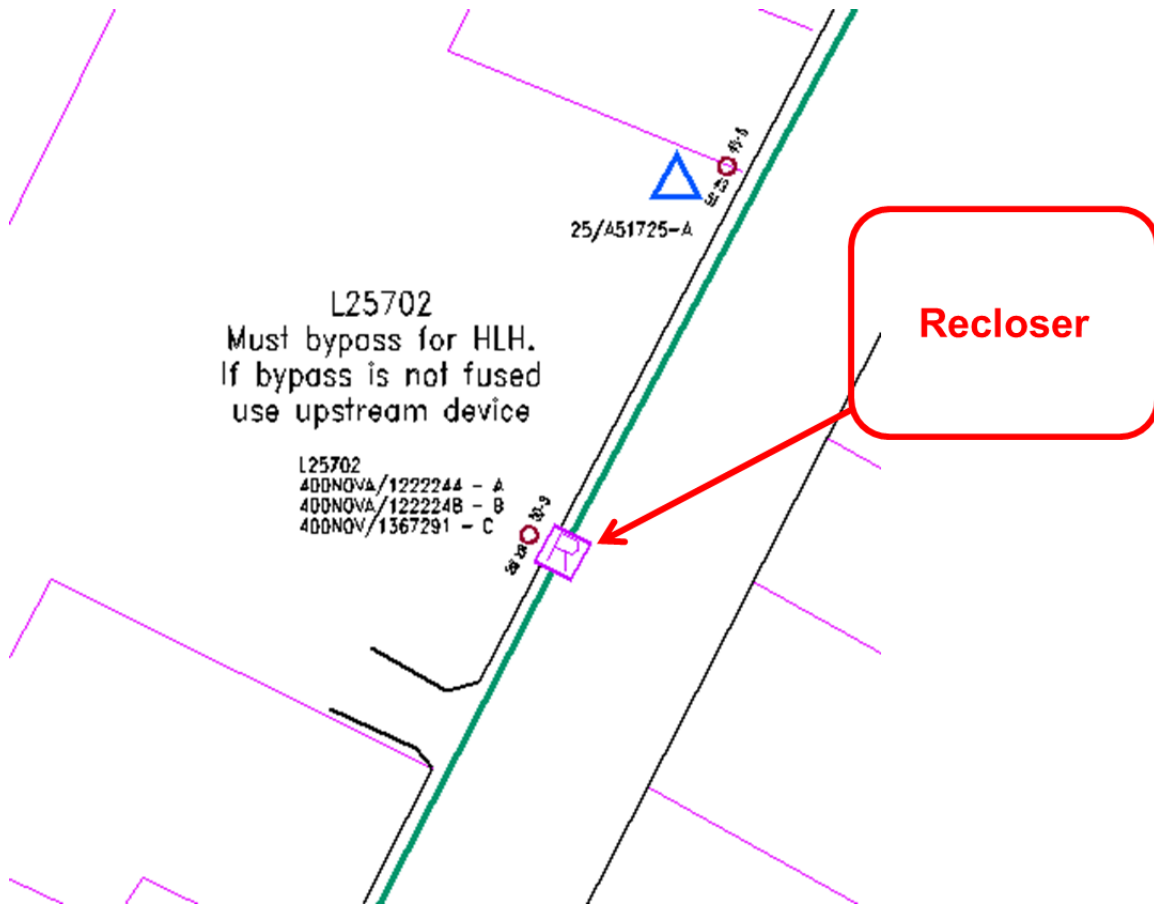 25/A51725-A
L25702
Must bypass for HLH.
If bypass is not fused
use upstream device
Recloser
L25702
400NOVA/1222244 - A
400NOVA/1222248 - B
400NOV/1367291 - C
R